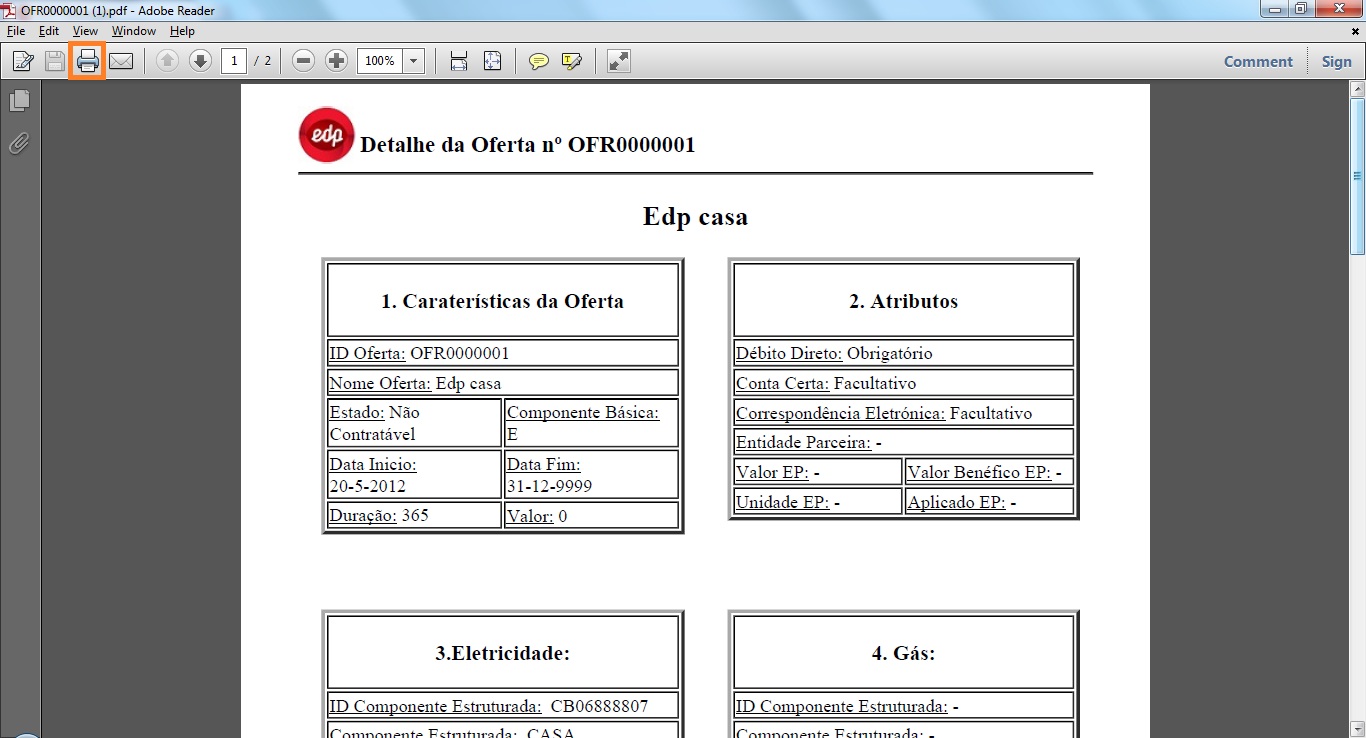 OFR0000001 (1).pdf - Adobe Reader
File Edit View Window Help
1 / 2 100% Comment Sign
edp Detalhe da Oferta nº OFR0000001
Edp casa
1. Caraterísticas da Oferta
ID Oferta: OFR0000001
Nome Oferta: Edp casa
Estado: Não
Contratável
Componente Básica:
E
Data Inicio:
20-5-2012
Data Fim:
31-12-9999
Duração: 365
Valor: 0
2. Atributos
Débito Direto: Obrigatório
Conta Certa: Facultativo
Correspondência Eletrónica: Facultativo
Entidade Parceira: -
Valor EP: -
Valor Benéfico EP: -
Unidade EP: -
Aplicado EP: -
3.Eletricidade:
ID Componente Estruturada: CB06888807
Componente Estruturada: CASA
4. Gás:
ID Componente Estruturada: -
Componente Estruturada: -